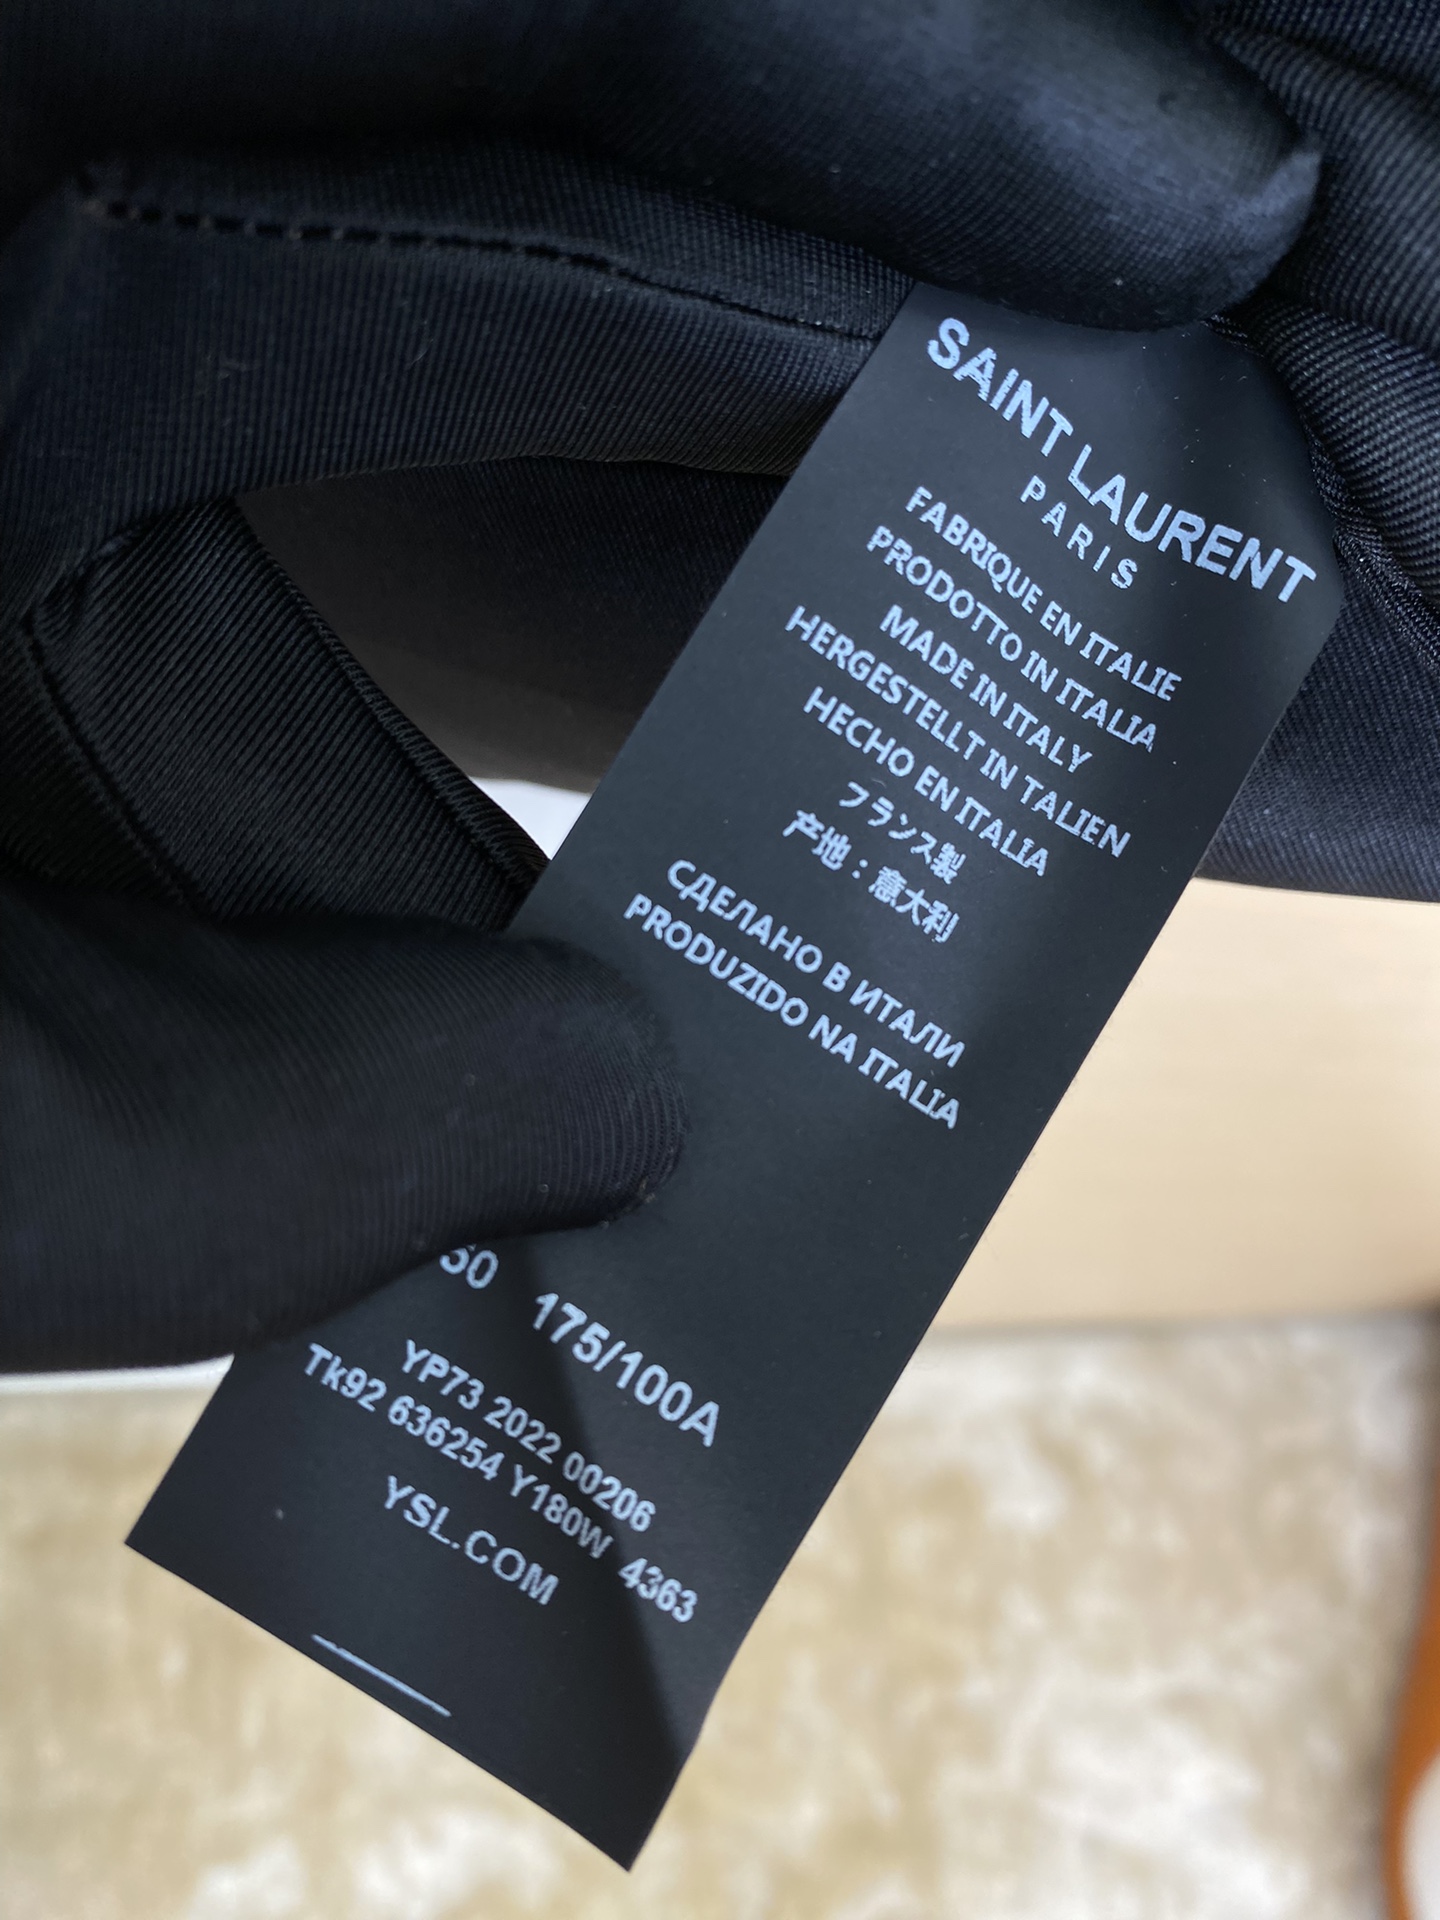 SAINT LAURENT
PARIS
FABRIQUE EN ITALIE
PRODOTTO IN ITALIA
MADE IN ITALY
HERGESTELLT IN TALIEN
HECHO EN ITALIA
フランス製
产地：意大利
СДЕЛАНО В ИТАЛИ
PRODUZIDO NA ITALIA
50 175/100A
YP73 2022 00206
Tk92 636254 Y180W 4363
YSL.COM